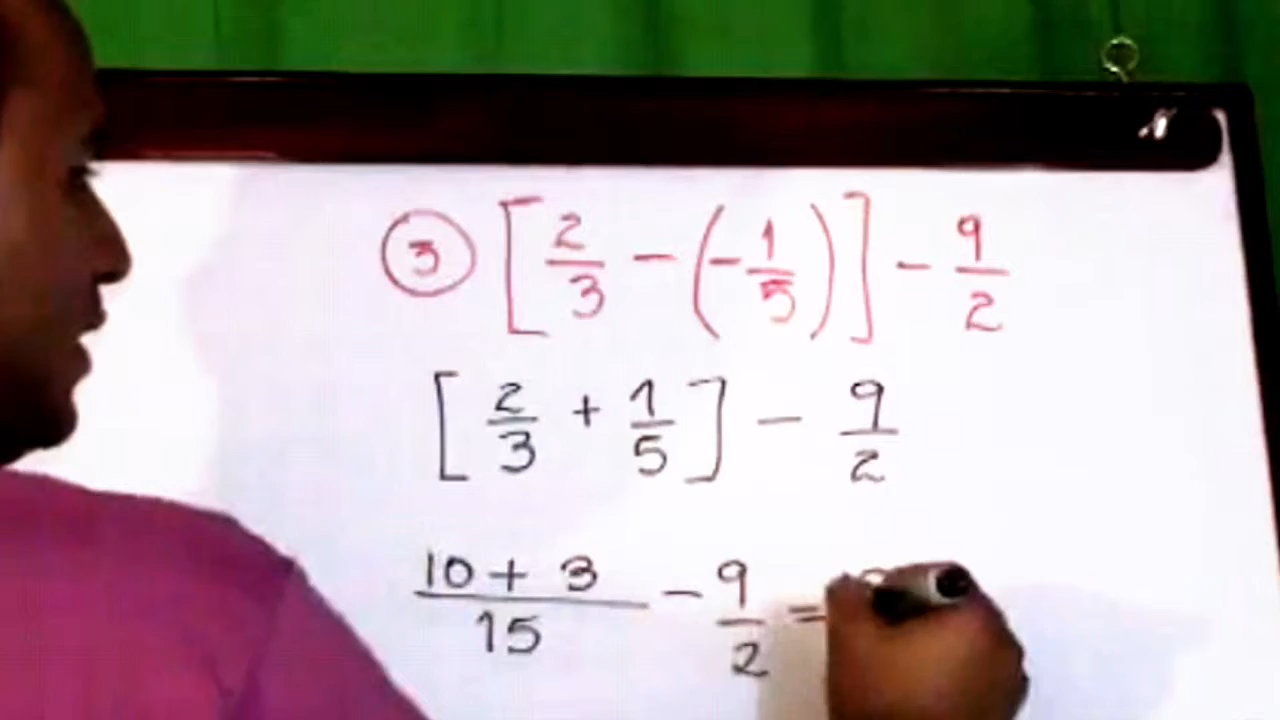 ③ [2/3 - (-1/5)] - 9/2
[2/3 + 1/5] - 9/2
10 + 3/15 - 9/2 =